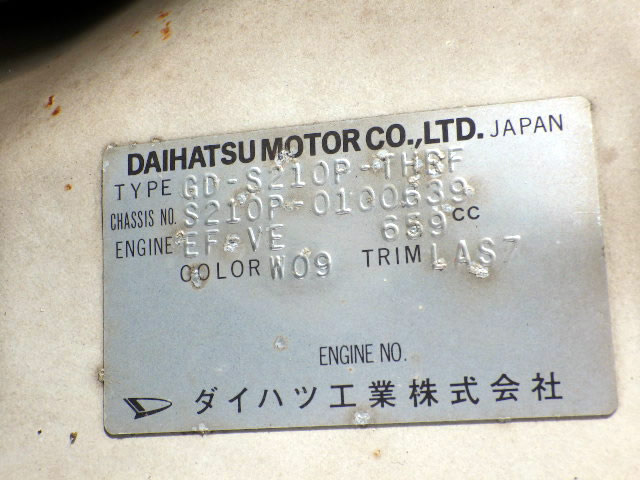 DAIHATSU MOTOR CO.,LTD. JAPAN
TYPE GD-S210P-THRF
CHASSIS NO. S210P-0100639
ENGINE EF-VE 659 CC
COLOR W09 TRIM LAS7
ENGINE NO.
ダイハツ工業株式会社